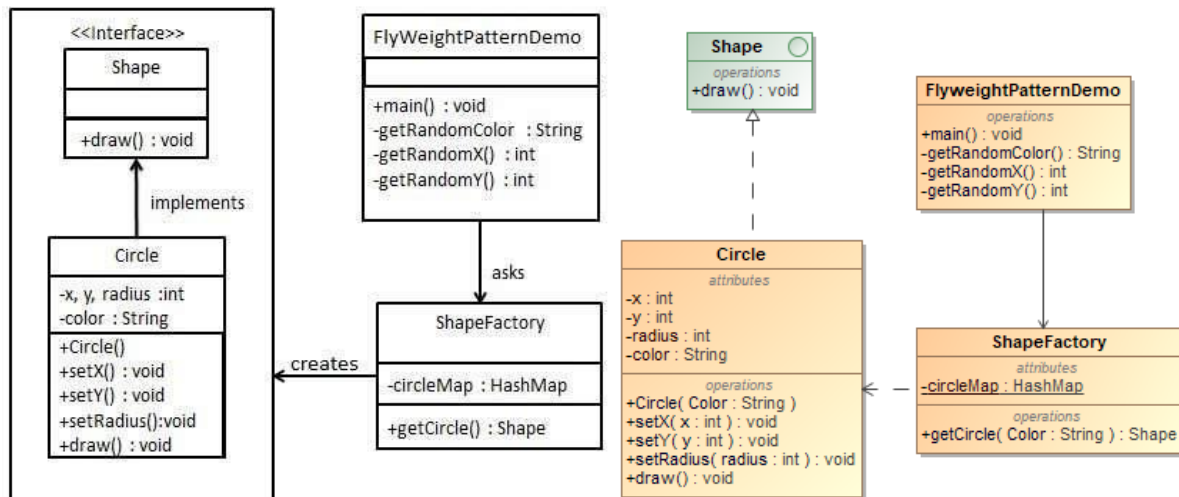 <<Interface>>
Shape
+draw() : void
implements
Circle
-x, y, radius :int
-color : String
+Circle()
+setX() : void
+setY() : void
+setRadius():void
+draw() : void
FlyWeightPatternDemo
+main() : void
-getRandomColor : String
-getRandomX() : int
-getRandomY() : int
asks
ShapeFactory
-circleMap : HashMap
+getCircle() : Shape
creates
Shape
operations
+draw() : void
Circle
attributes
-x : int
-y : int
-radius : int
-color : String
operations
+Circle( Color : String )
+setX( x : int ) : void
+setY( y : int ) : void
+setRadius( radius : int ) : void
+draw() : void
FlyweightPatternDemo
operations
+main() : void
-getRandomColor() : String
-getRandomX() : int
-getRandomY() : int
ShapeFactory
attributes
-circleMap : HashMap
operations
+getCircle( Color : String ) : Shape